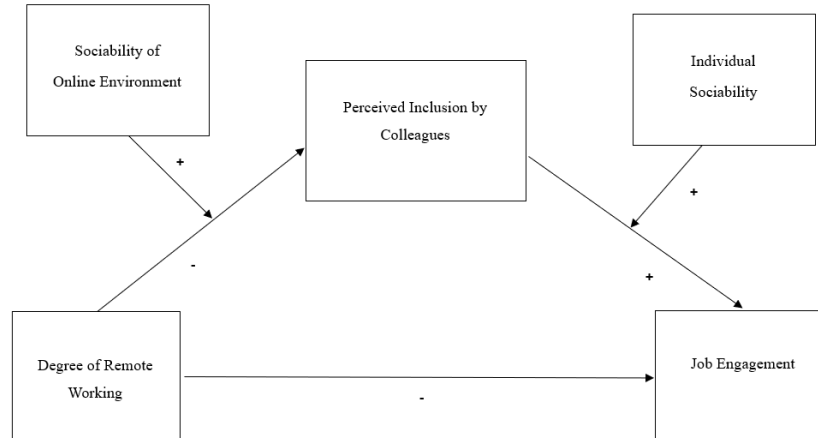 Sociability of
Online Environment
Individual
Sociability
Perceived Inclusion by
Colleagues
+
+
-
+
Degree of Remote
Working
Job Engagement
-